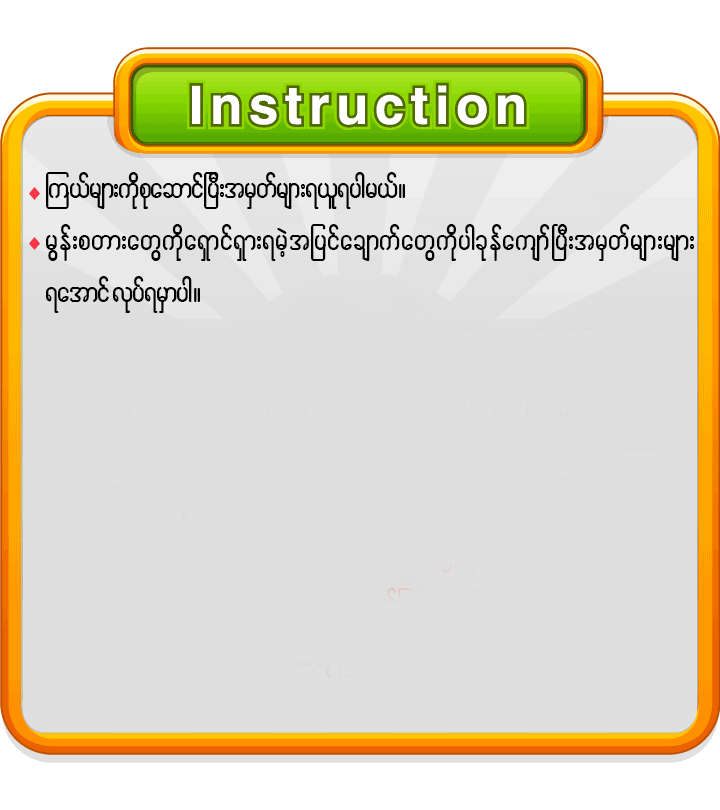 Instruction
ကြယ်များကိုစုဆောင်ပြီးအမှတ်များရယူရပါမယ်။
မွန်းစတားတွေကိုရှောင်ရှားရမဲ့အပြင်ချောက်တွေကိုပါခုန်ကျော်ပြီးအမှတ်များများ
ရအောင် လုပ်ရမှာပါ။